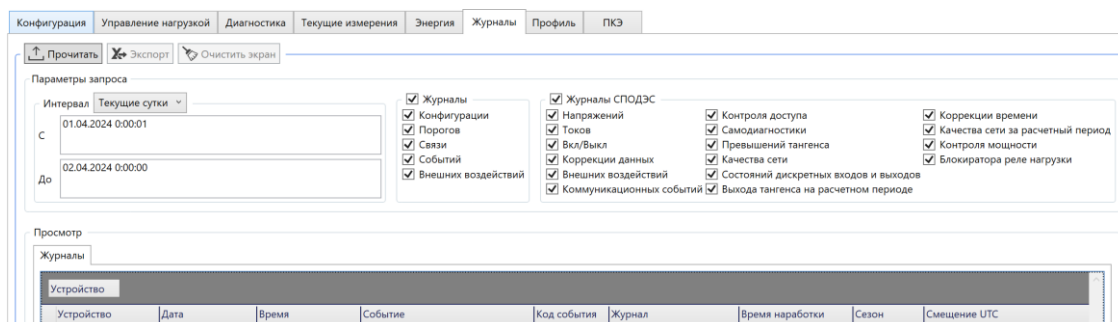 Конфигурация Управление нагрузкой Диагностика Текущие измерения Энергия Журналы Профиль ПКЭ
Прочитать Экспорт Очистить экран
Параметры запроса
Интервал Текущие сутки
С 01.04.2024 0:00:01
До 02.04.2024 0:00:00
Журналы
Конфигурации
Порогов
Связи
Событий
Внешних воздействий
Журналы СПОДЭС
Напряжений Контроля доступа Коррекции времени
Токов Самодиагностики Качества сети за расчетный период
Вкл/Выкл Превышений тангенса Контроля мощности
Коррекции данных Качества сети Блокиратора реле нагрузки
Внешних воздействий Состояний дискретных входов и выходов
Коммуникационных событий Выхода тангенса на расчетном периоде
Просмотр
Журналы
Устройство
Устройство Дата Время Событие Код события Журнал Время наработки Сезон Смещение UTC